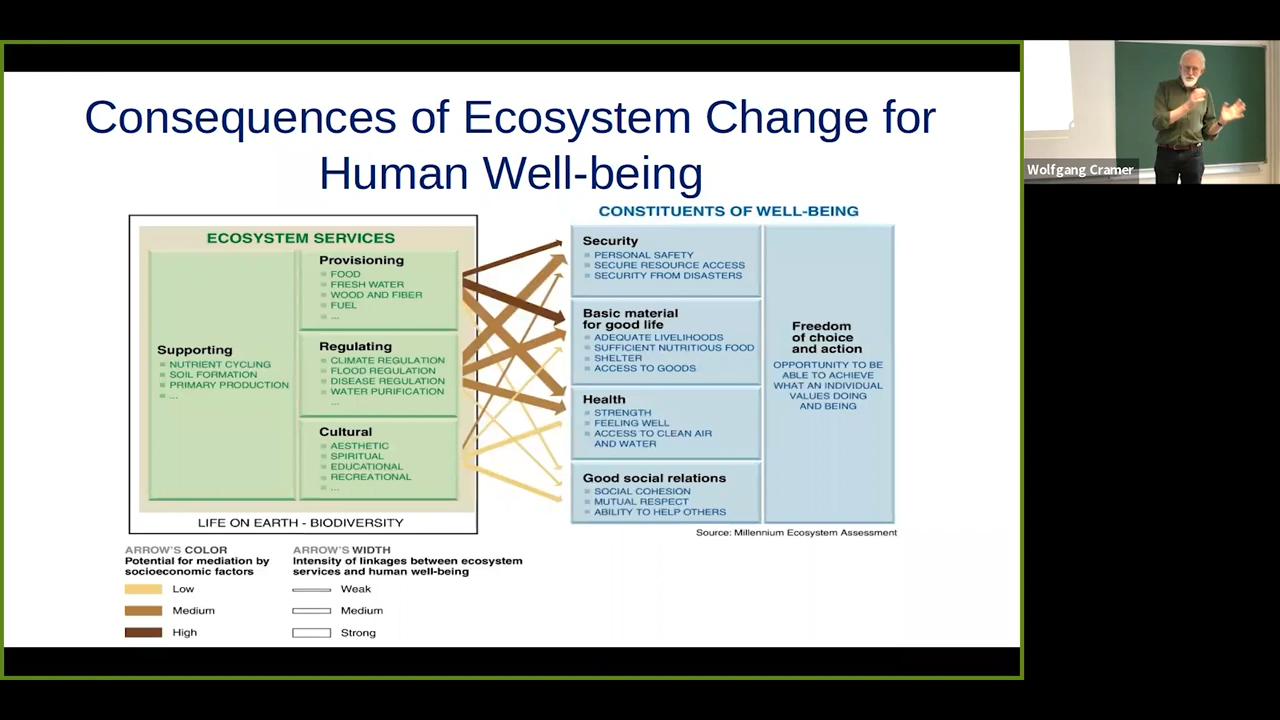 Consequences of Ecosystem Change for
Human Well-being
ECOSYSTEM SERVICES
Supporting
NUTRIENT CYCLING
SOIL FORMATION
PRIMARY PRODUCTION
...
Provisioning
FOOD
FRESH WATER
WOOD AND FIBER
FUEL
...
Regulating
CLIMATE REGULATION
FLOOD REGULATION
DISEASE REGULATION
WATER PURIFICATION
...
Cultural
AESTHETIC
SPIRITUAL
EDUCATIONAL
RECREATIONAL
...
LIFE ON EARTH - BIODIVERSITY
CONSTITUENTS OF WELL-BEING
Security
PERSONAL SAFETY
SECURE RESOURCE ACCESS
SECURITY FROM DISASTERS
Basic material
for good life
ADEQUATE LIVELIHOODS
SUFFICIENT NUTRITIOUS FOOD
SHELTER
ACCESS TO GOODS
Health
STRENGTH
FEELING WELL
ACCESS TO CLEAN AIR
AND WATER
Good social relations
SOCIAL COHESION
MUTUAL RESPECT
ABILITY TO HELP OTHERS
Freedom
of choice
and action
OPPORTUNITY TO BE
ABLE TO ACHIEVE
WHAT AN INDIVIDUAL
VALUES DOING
AND BEING
Source: Millennium Ecosystem Assessment
ARROW'S COLOR
Potential for mediation by
socioeconomic factors
Low
Medium
High
ARROW'S WIDTH
Intensity of linkages between ecosystem
services and human well-being
Weak
Medium
Strong
Wolfgang Cramer